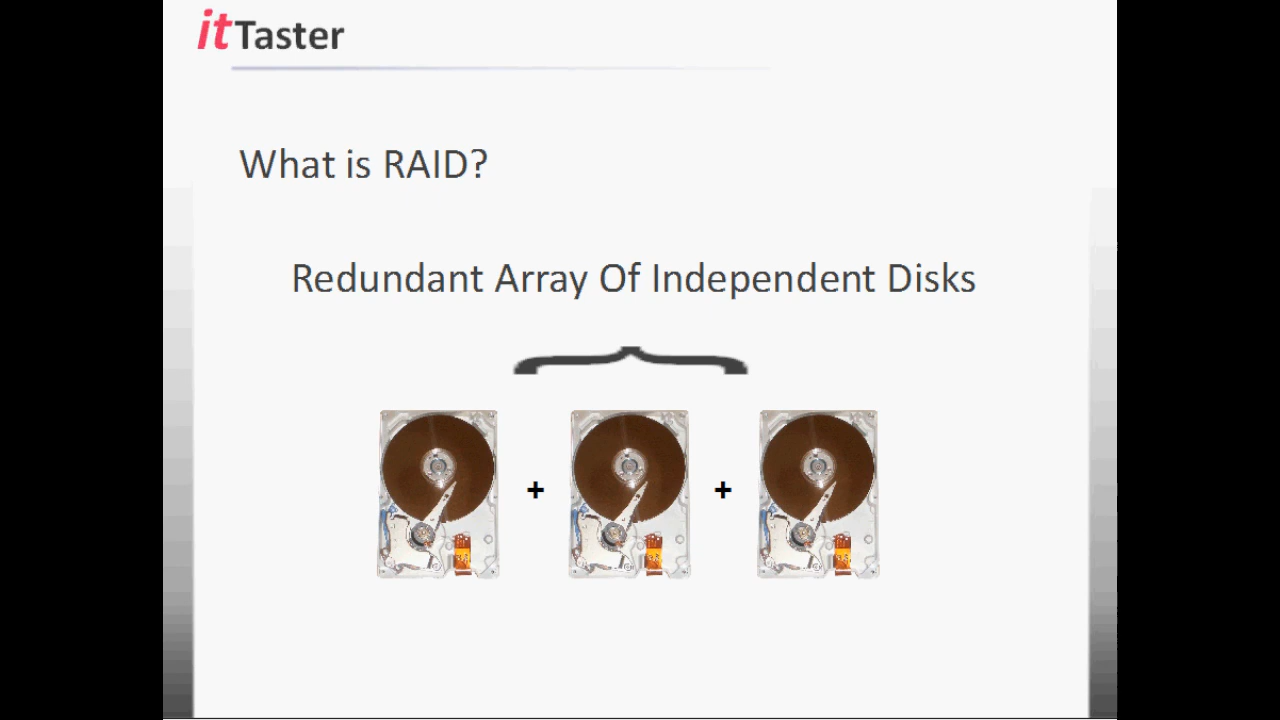 itTaster
What is RAID?
Redundant Array Of Independent Disks
+ +